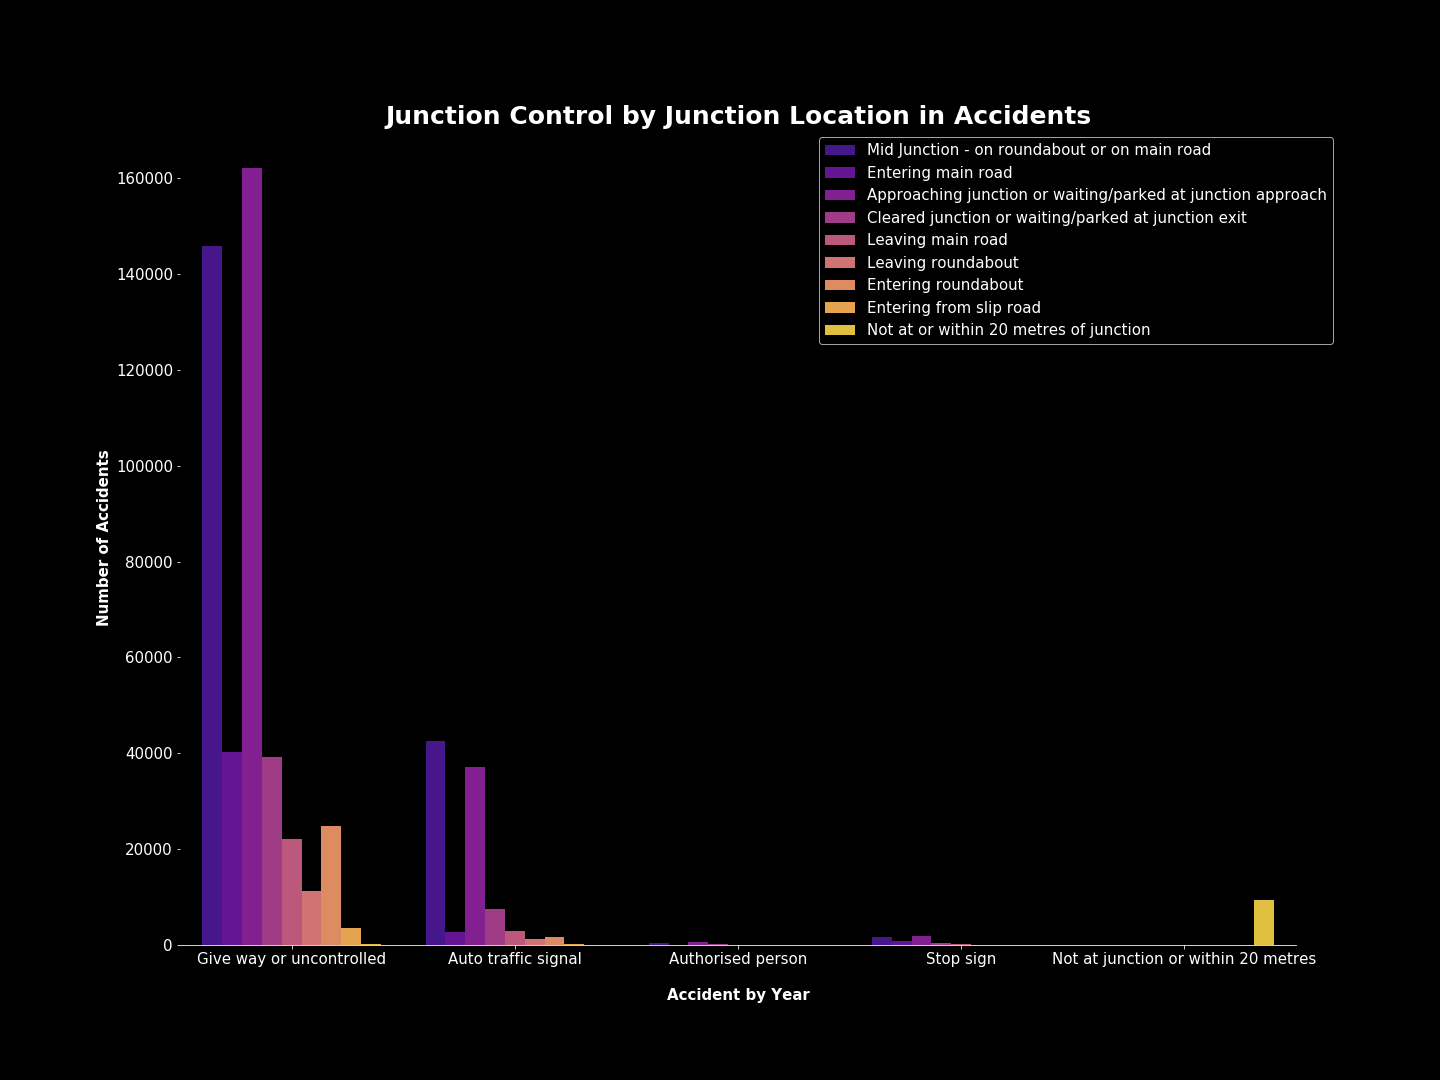 Junction Control by Junction Location in Accidents
Mid Junction - on roundabout or on main road
Entering main road
Approaching junction or waiting/parked at junction approach
Cleared junction or waiting/parked at junction exit
Leaving main road
Leaving roundabout
Entering roundabout
Entering from slip road
Not at or within 20 metres of junction
Number of Accidents
160000
140000
120000
100000
80000
60000
40000
20000
0
Give way or uncontrolled
Auto traffic signal
Authorised person
Stop sign
Not at junction or within 20 metres
Accident by Year